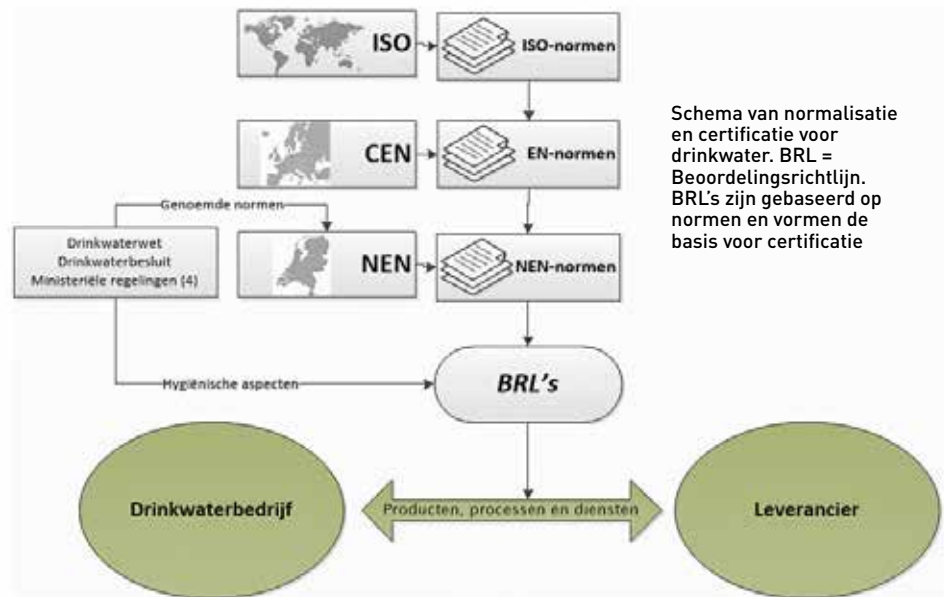 ISO
ISO-normen
CEN
EN-normen
Genoemde normen
Drinkwaterwet
Drinkwaterbesluit
Ministeriële regelingen (4)
NEN
NEN-normen
Hygiënische aspecten
BRL's
Drinkwaterbedrijf
Producten, processen en diensten
Leverancier
Schema van normalisatie
en certificatie voor
drinkwater. BRL =
Beoordelingsrichtlijn.
BRL's zijn gebaseerd op
normen en vormen de
basis voor certificatie